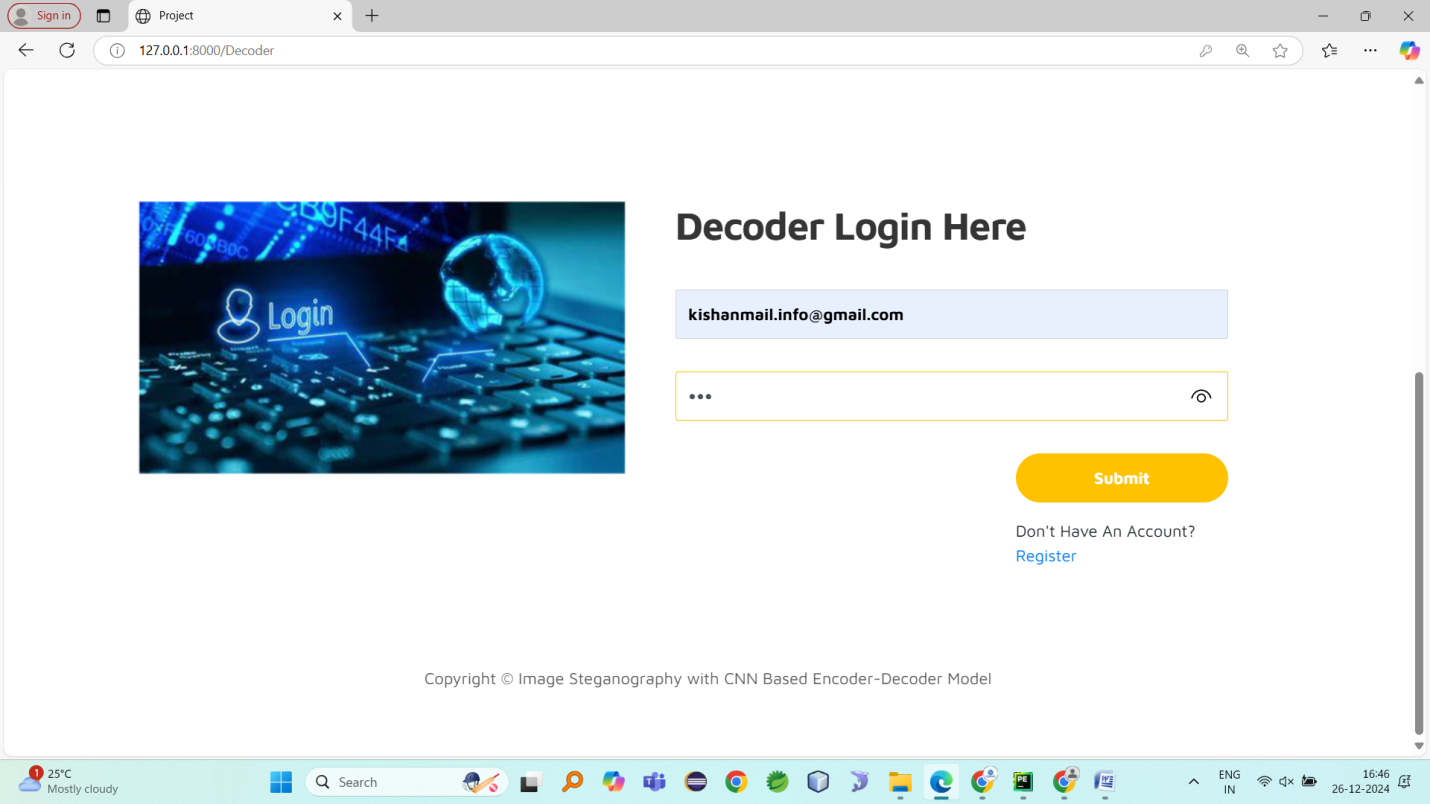 Sign in
Project
127.0.0.1:8000/Decoder
CB9F44F
Login
Decoder Login Here
kishanmail.info@gmail.com
•••
Submit
Don't Have An Account?
Register
Copyright © Image Steganography with CNN Based Encoder-Decoder Model
1
25°C
Mostly cloudy
Search
ENG
IN
16:46
26-12-2024